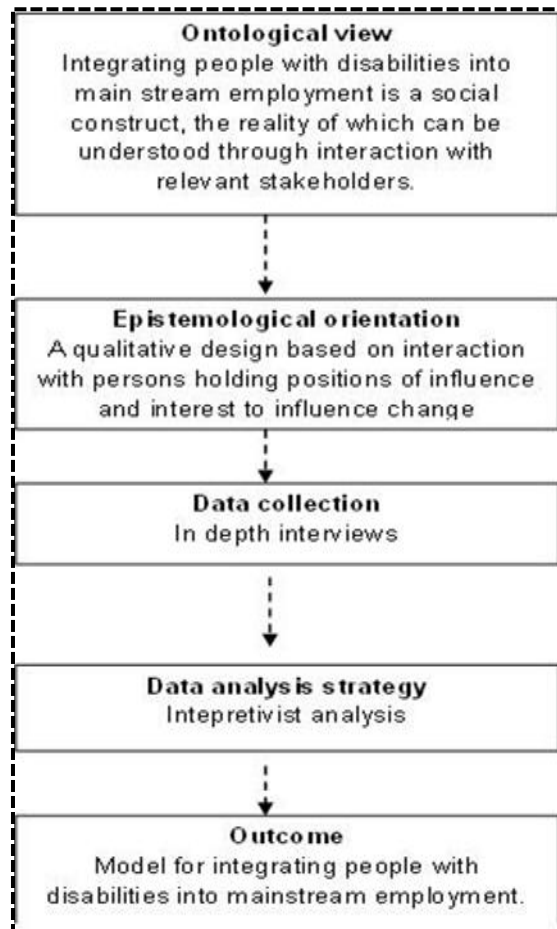 Ontological view
Integrating people with disabilities into
main stream employment is a social
construct, the reality of which can be
understood through interaction with
relevant stakeholders.
Epistemological orientation
A qualitative design based on interaction
with persons holding positions of influence
and interest to influence change
Data collection
In depth interviews
Data analysis strategy
Intepretivist analysis
Outcome
Model for integrating people with
disabilities into mainstream employment.